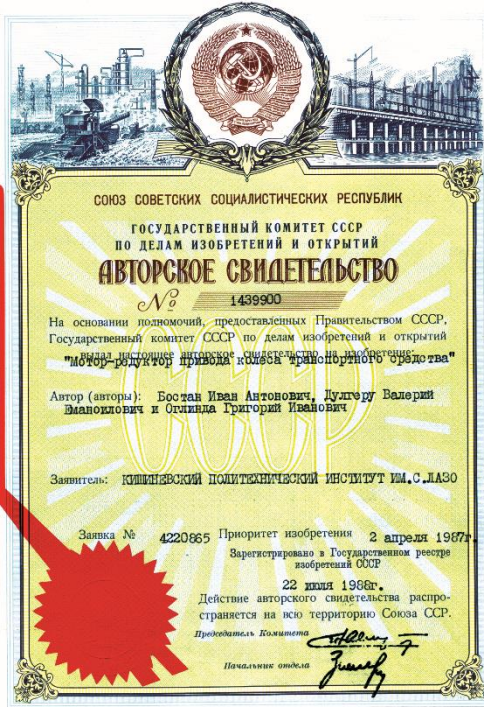 СОЮЗ СОВЕТСКИХ СОЦИАЛИСТИЧЕСКИХ РЕСПУБЛИК
ГОСУДАРСТВЕННЫЙ КОМИТЕТ СССР
ПО ДЕЛАМ ИЗОБРЕТЕНИЙ И ОТКРЫТИЙ
АВТОРСКОЕ СВИДЕТЕЛЬСТВО
№ 1439900
На основании полномочий, предоставленных Правительством СССР,
Государственный комитет СССР по делам изобретений и открытий
выдал настоящее авторское свидетельство на изобретение:
"Мотор-редуктор привода колеса транспортного средства"
Автор (авторы): Бостан Иван Антонович, Дулгеру Валерий
Эманоилович и Оглинда Григорий Иванович
СССР
Заявитель: КИШИНЕВСКИЙ ПОЛИТЕХНИЧЕСКИЙ ИНСТИТУТ ИМ.С.ЛАЗО
Заявка № 4220865 Приоритет изобретения 2 апреля 1987г.
Зарегистрировано в Государственном реестре
изобретений СССР
22 июля 1988г.
Действие авторского свидетельства распро-
страняется на всю территорию Союза ССР.
Председатель Комитета
Начальник отдела